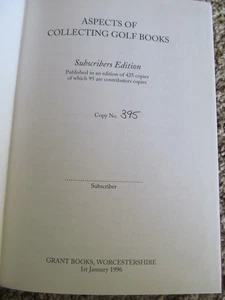 ASPECTS OF
COLLECTING GOLF BOOKS
Subscribers Edition
Published in an edition of 425 copies
of which 95 are contributors copies
Copy No. 395
Subscriber
GRANT BOOKS, WORCESTERSHIRE
1st January 1996